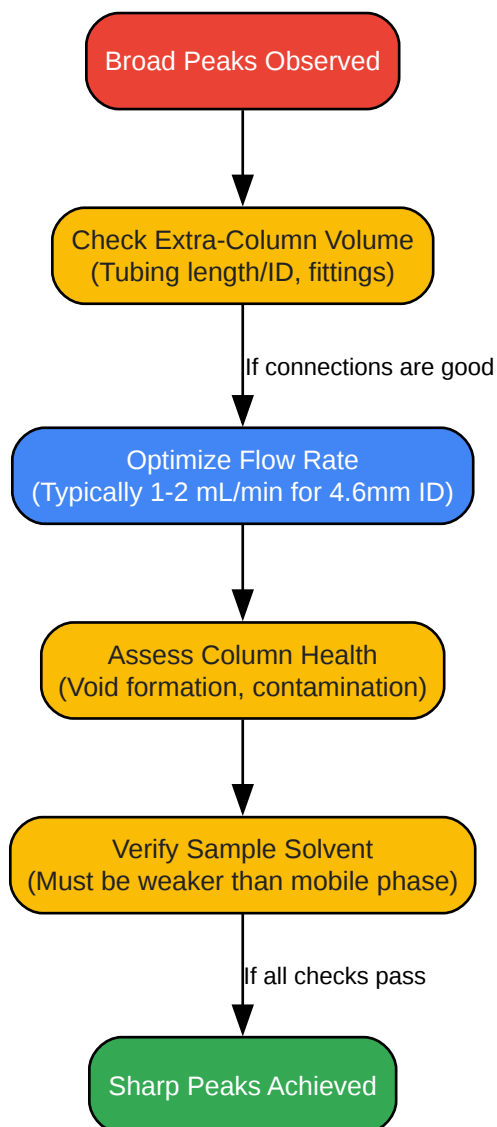 Broad Peaks Observed
Check Extra-Column Volume
(Tubing length/ID, fittings)
If connections are good
Optimize Flow Rate
(Typically 1-2 mL/min for 4.6mm ID)
Assess Column Health
(Void formation, contamination)
Verify Sample Solvent
(Must be weaker than mobile phase)
If all checks pass
Sharp Peaks Achieved